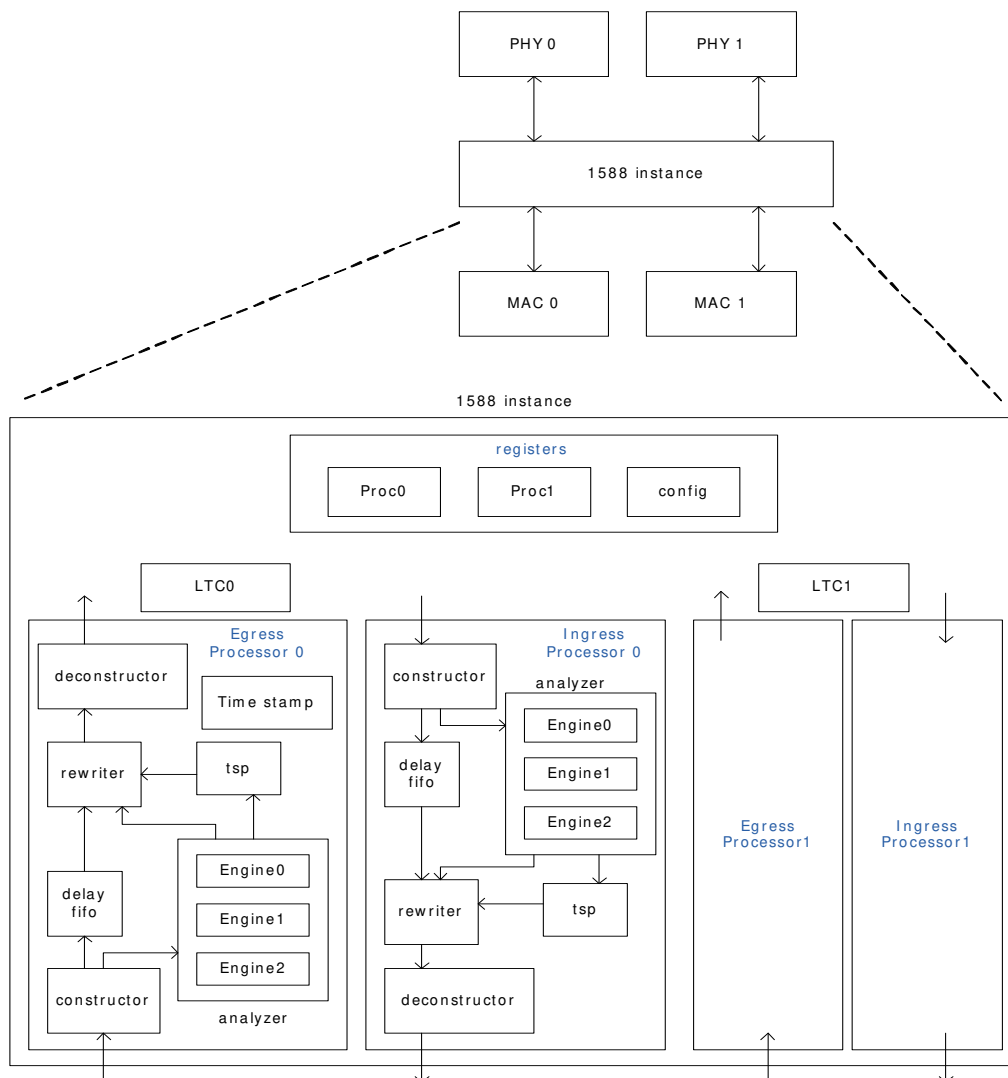 PHY 0
PHY 1
1588 instance
MAC 0
MAC 1
1588 instance
registers
Proc0
Proc1
config
LTC0
LTC1
Egress
Processor 0
deconstructor
Time stamp
rewriter
tsp
Engine0
Engine1
Engine2
delay
fifo
constructor
analyzer
Ingress
Processor 0
constructor
analyzer
Engine0
Engine1
Engine2
delay
fifo
rewriter
tsp
deconstructor
Egress
Processor1
Ingress
Processor1